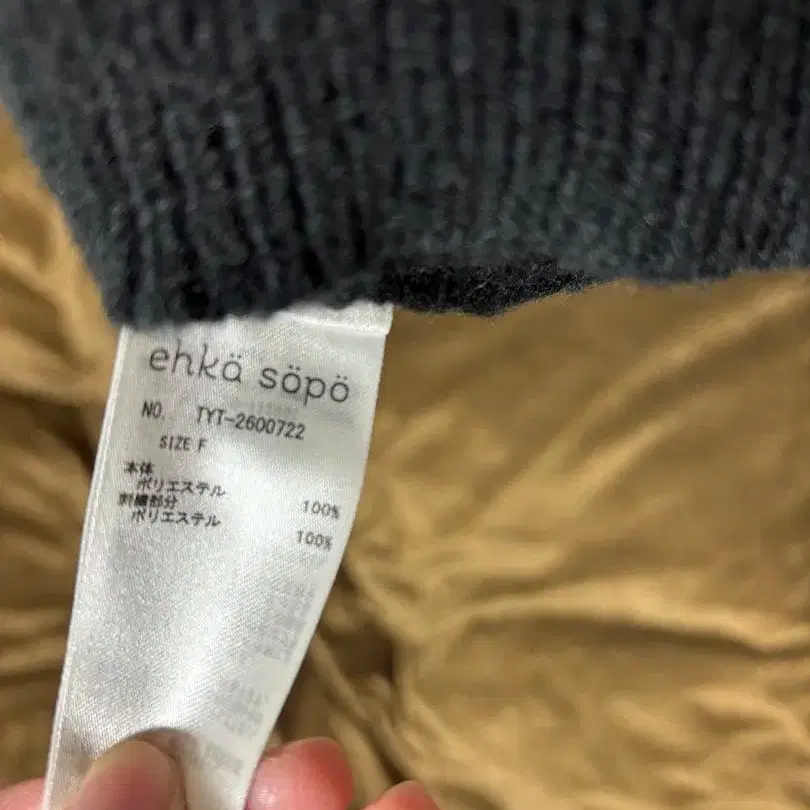 ehkä söpö
NO. TYT-2600722
SIZE F
本体
ポリエステル 100%
刺繍部分
ポリエステル 100%